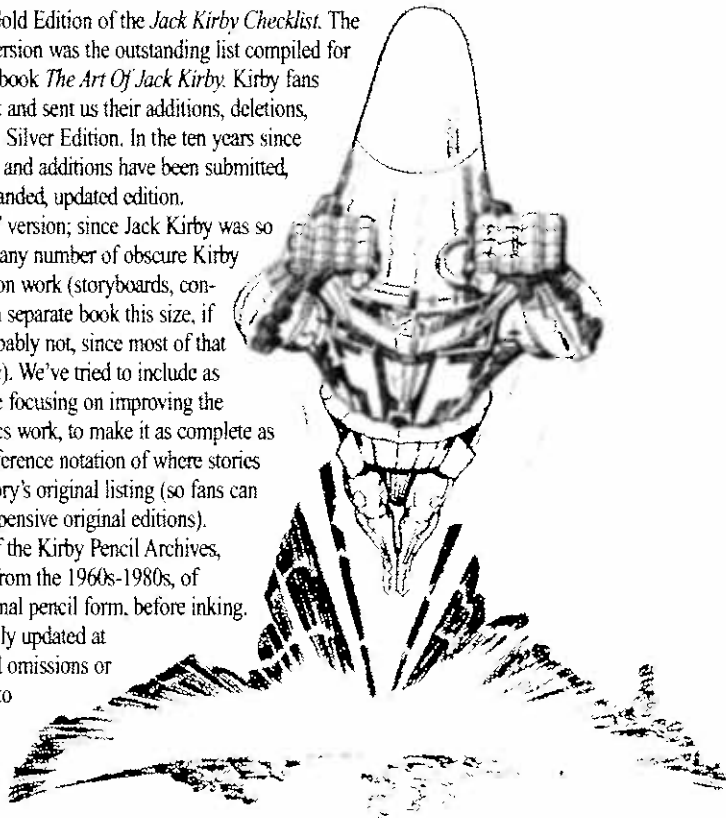 Gold Edition of the Jack Kirby Checklist. The
version was the outstanding list compiled for
book The Art Of Jack Kirby. Kirby fans
and sent us their additions, deletions,
Silver Edition. In the ten years since
and additions have been submitted,
anded, updated edition.
version; since Jack Kirby was so
any number of obscure Kirby
on work (storyboards, con-
separate book this size, if
bably not, since most of that
). We've tried to include as
e focusing on improving the
cs work, to make it as complete as
ference notation of where stories
ory's original listing (so fans can
pensive original editions).
f the Kirby Pencil Archives,
from the 1960s-1980s, of
nal pencil form, before inking.
ly updated at
d omissions or
to